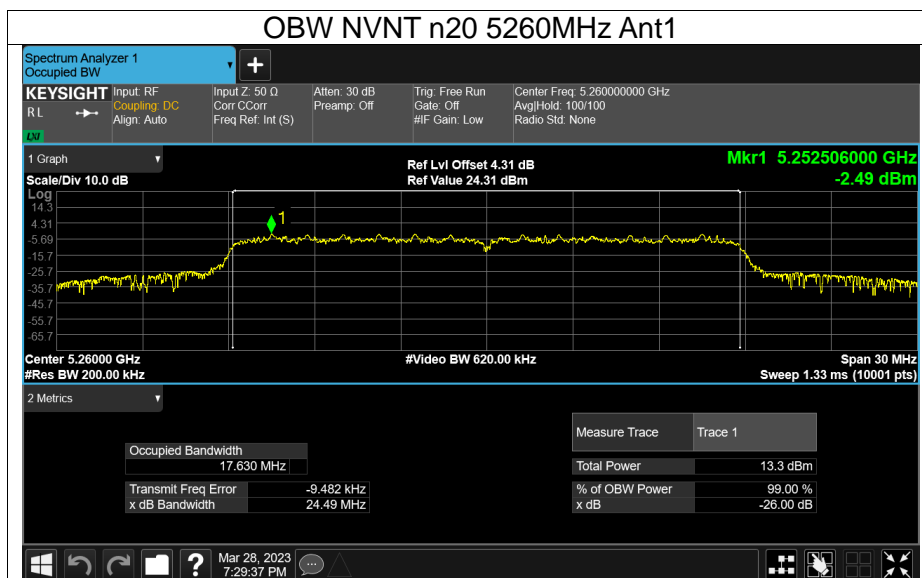 OBW NVNT n20 5260MHz Ant1
Spectrum Analyzer 1
Occupied BW
+
KEYSIGHT
R L
LXI
Input: RF
Coupling: DC
Align: Auto
Input Z: 50 Ω
Corr CCorr
Freq Ref: Int (S)
Atten: 30 dB
Preamp: Off
Trig: Free Run
Gate: Off
#IF Gain: Low
Center Freq: 5.260000000 GHz
Avg|Hold: 100/100
Radio Std: None
1 Graph
Scale/Div 10.0 dB
Ref Lvl Offset 4.31 dB
Ref Value 24.31 dBm
Mkr1 5.252506000 GHz
-2.49 dBm
Log
14.3
4.31
-5.69
-15.7
-25.7
-35.7
-45.7
-55.7
-65.7
1
Center 5.26000 GHz
#Res BW 200.00 kHz
#Video BW 620.00 kHz
Span 30 MHz
Sweep 1.33 ms (10001 pts)
2 Metrics
Occupied Bandwidth
17.630 MHz
Transmit Freq Error -9.482 kHz
x dB Bandwidth 24.49 MHz
Measure Trace Trace 1
Total Power 13.3 dBm
% of OBW Power 99.00 %
x dB -26.00 dB
?
Mar 28, 2023
7:29:37 PM